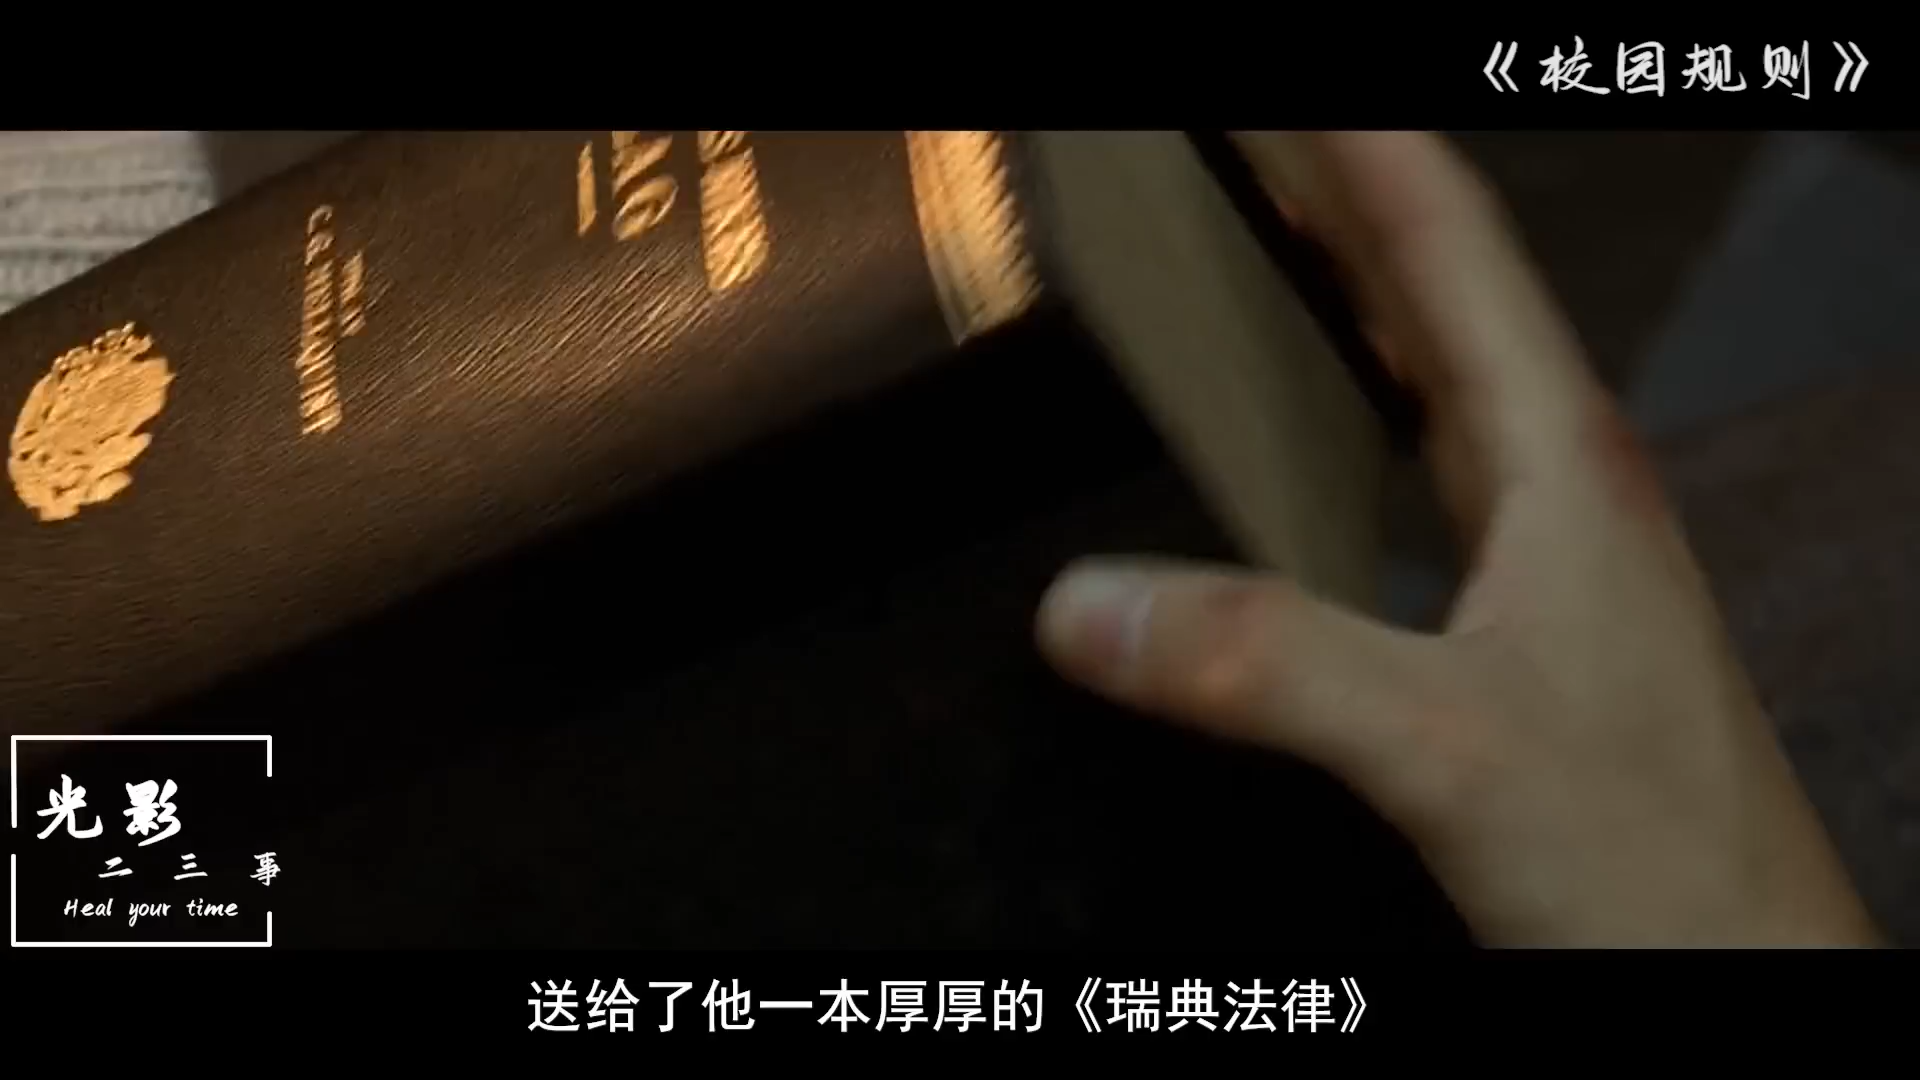 《校园规则》
光影
二三事
Heal your time
送给了他一本厚厚的《瑞典法律》